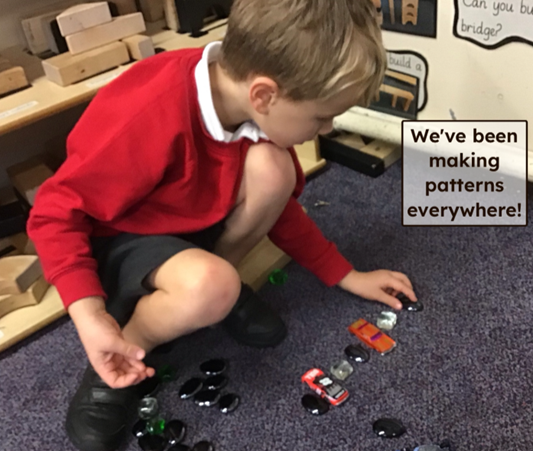 Can you bu
bridge?
build a
We've been
making
patterns
everywhere!